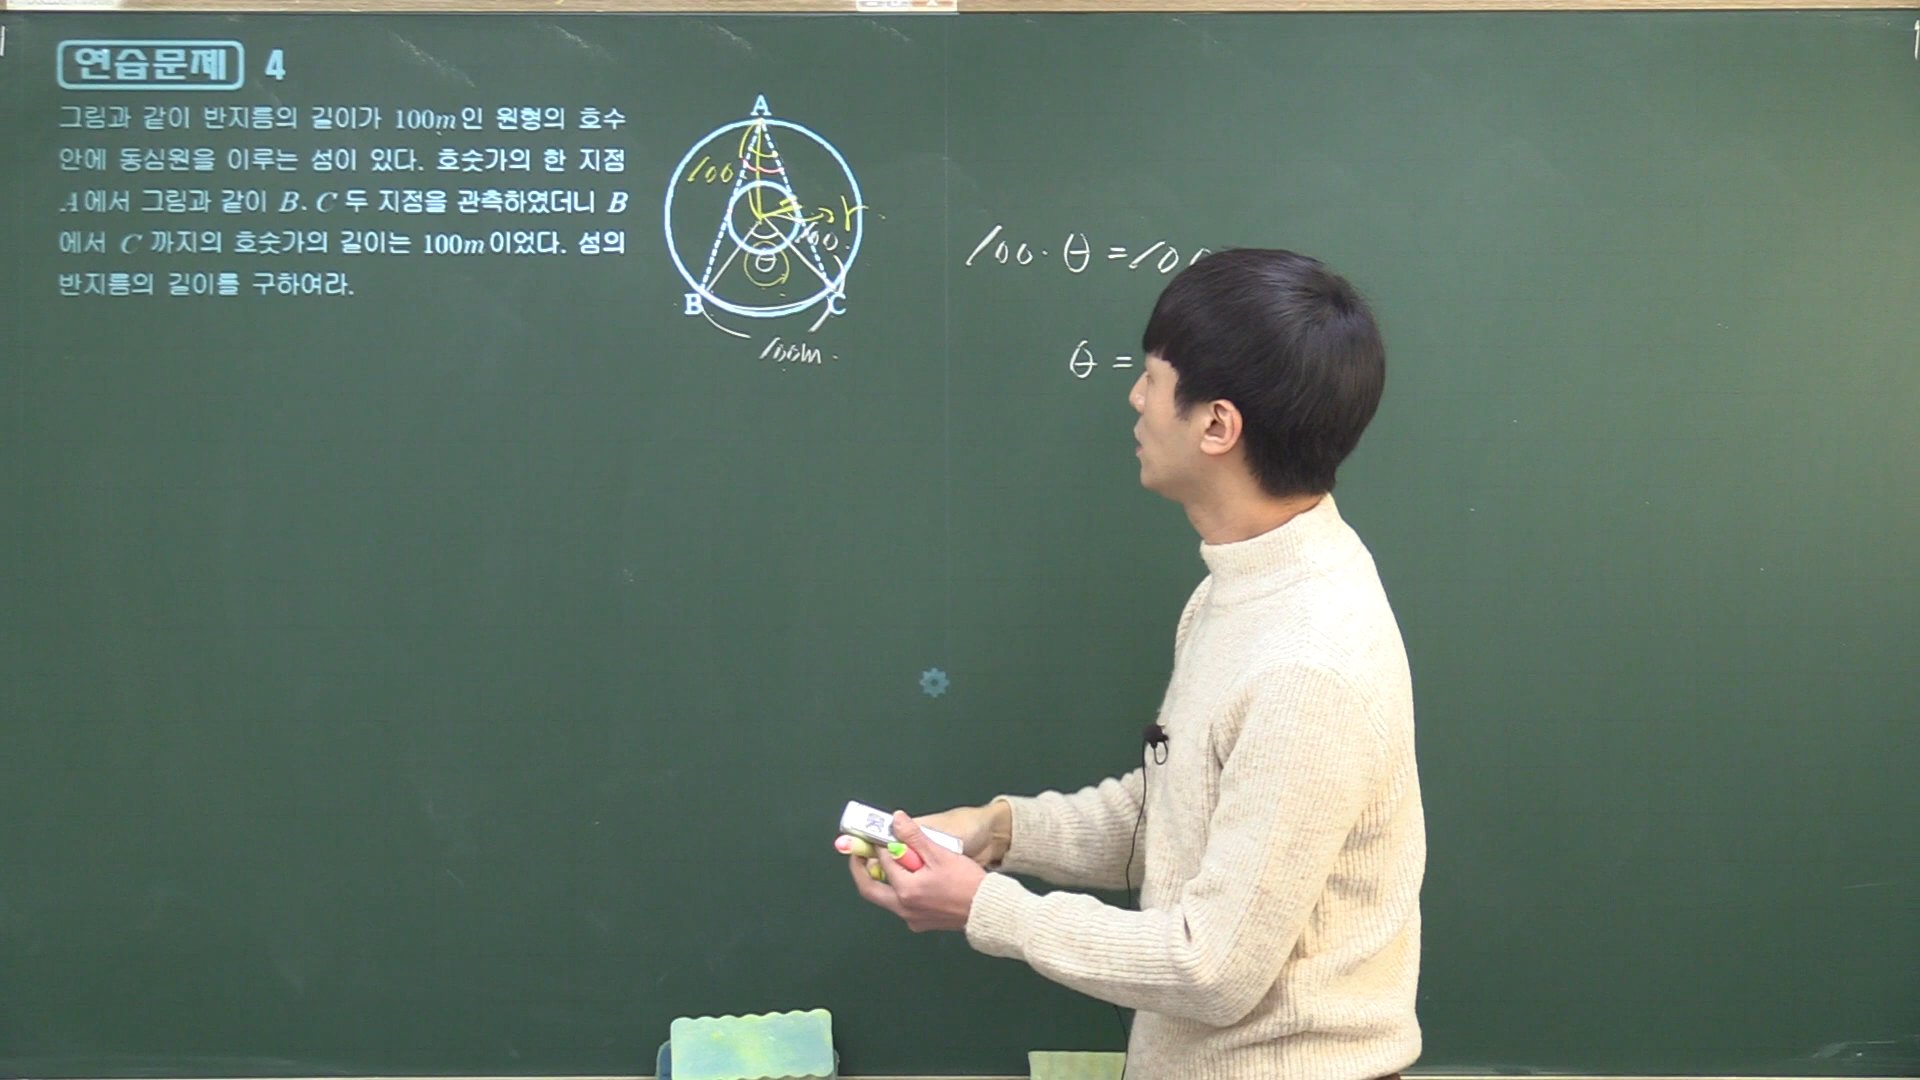 연습문제 4
그림과 같이 반지름의 길이가 100m인 원형의 호수
안에 동심원을 이루는 섬이 있다. 호숫가의 한 지점
A에서 그림과 같이 B, C 두 지점을 관측하였더니 B
에서 C 까지의 호숫가의 길이는 100m이었다. 섬의
반지름의 길이를 구하여라.
A
100
r
100
θ
B
C
100m
100·θ=100
θ =